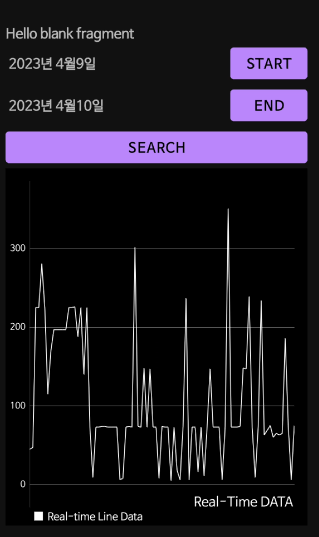 Hello blank fragment
2023년 4월9일
START
2023년 4월10일
END
SEARCH
300
200
100
0
Real-Time DATA
Real-time Line Data